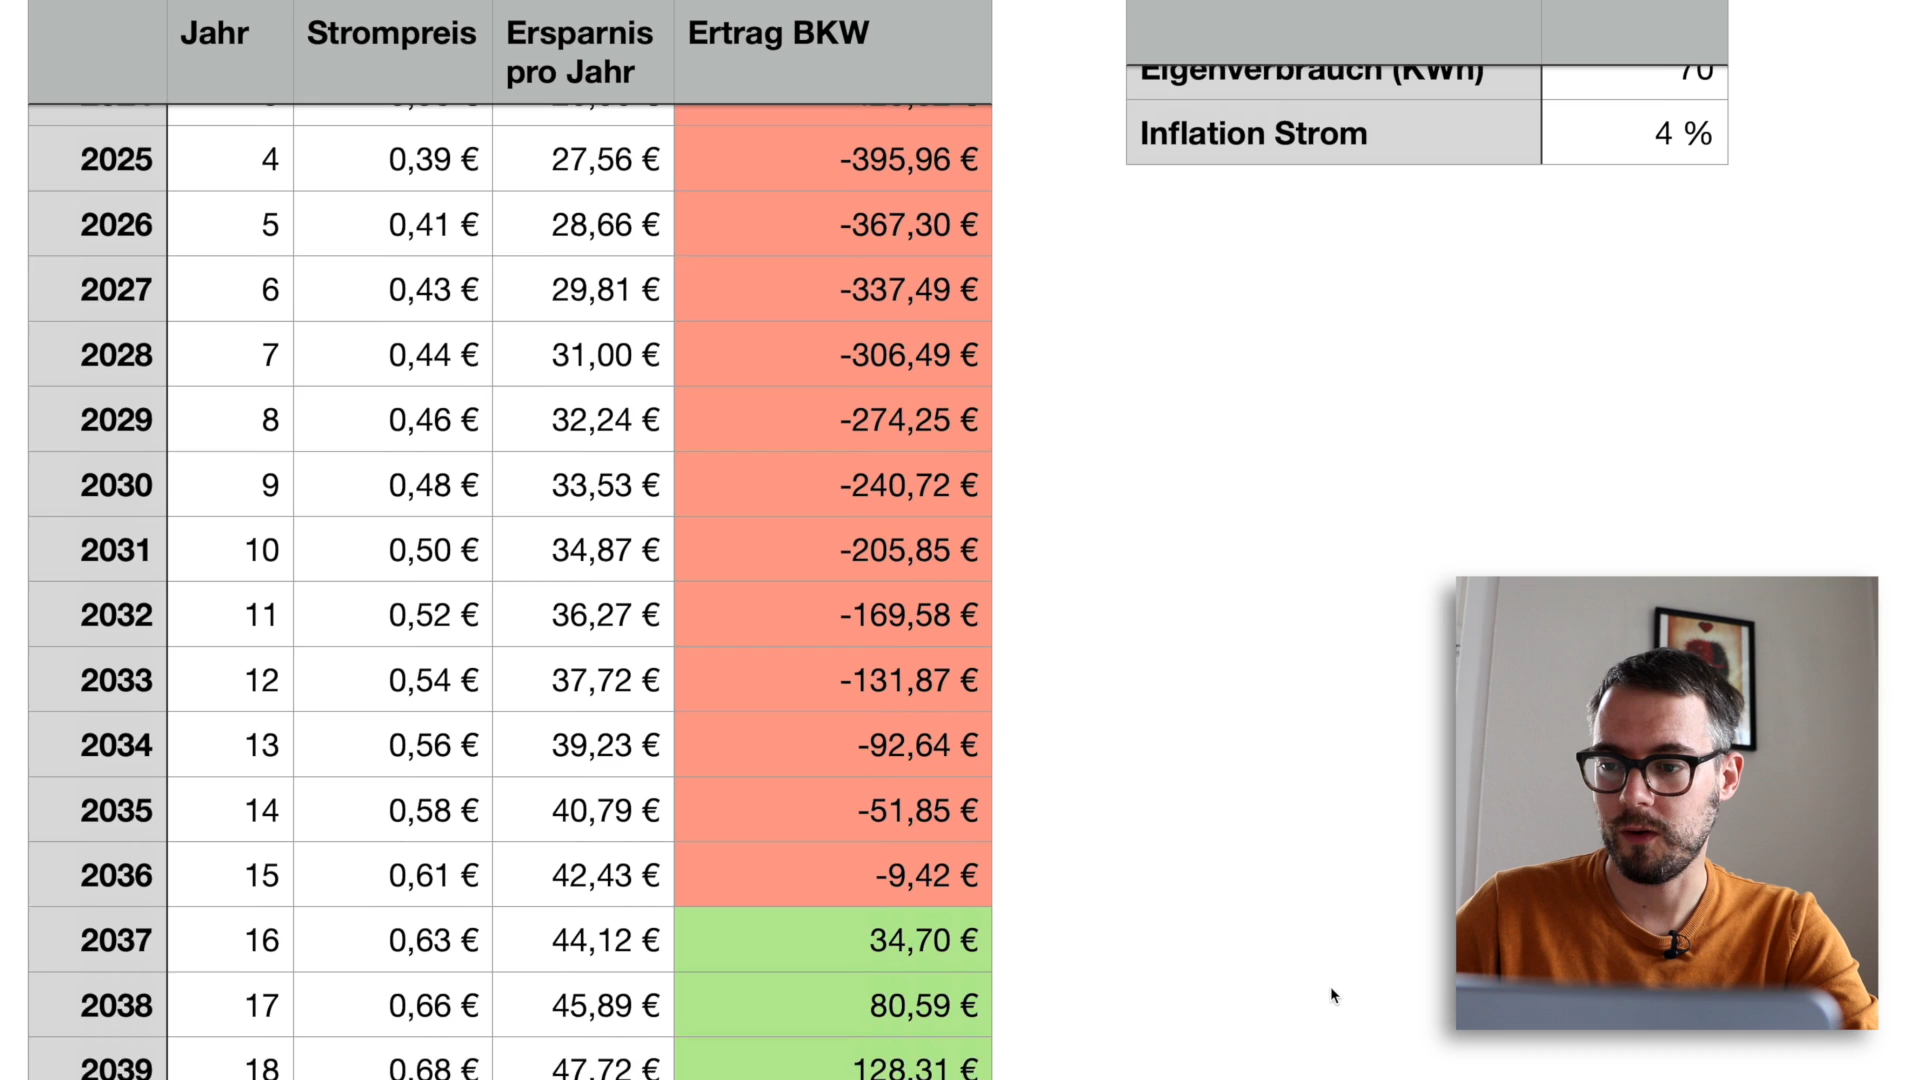 Jahr Strompreis Ersparnis pro Jahr Ertrag BKW
2025 4 0,39 € 27,56 € -395,96 €
2026 5 0,41 € 28,66 € -367,30 €
2027 6 0,43 € 29,81 € -337,49 €
2028 7 0,44 € 31,00 € -306,49 €
2029 8 0,46 € 32,24 € -274,25 €
2030 9 0,48 € 33,53 € -240,72 €
2031 10 0,50 € 34,87 € -205,85 €
2032 11 0,52 € 36,27 € -169,58 €
2033 12 0,54 € 37,72 € -131,87 €
2034 13 0,56 € 39,23 € -92,64 €
2035 14 0,58 € 40,79 € -51,85 €
2036 15 0,61 € 42,43 € -9,42 €
2037 16 0,63 € 44,12 € 34,70 €
2038 17 0,66 € 45,89 € 80,59 €
2039 18 0,68 € 47,72 € 128,31 €
Eigenverbrauch (KWh) 70
Inflation Strom 4 %